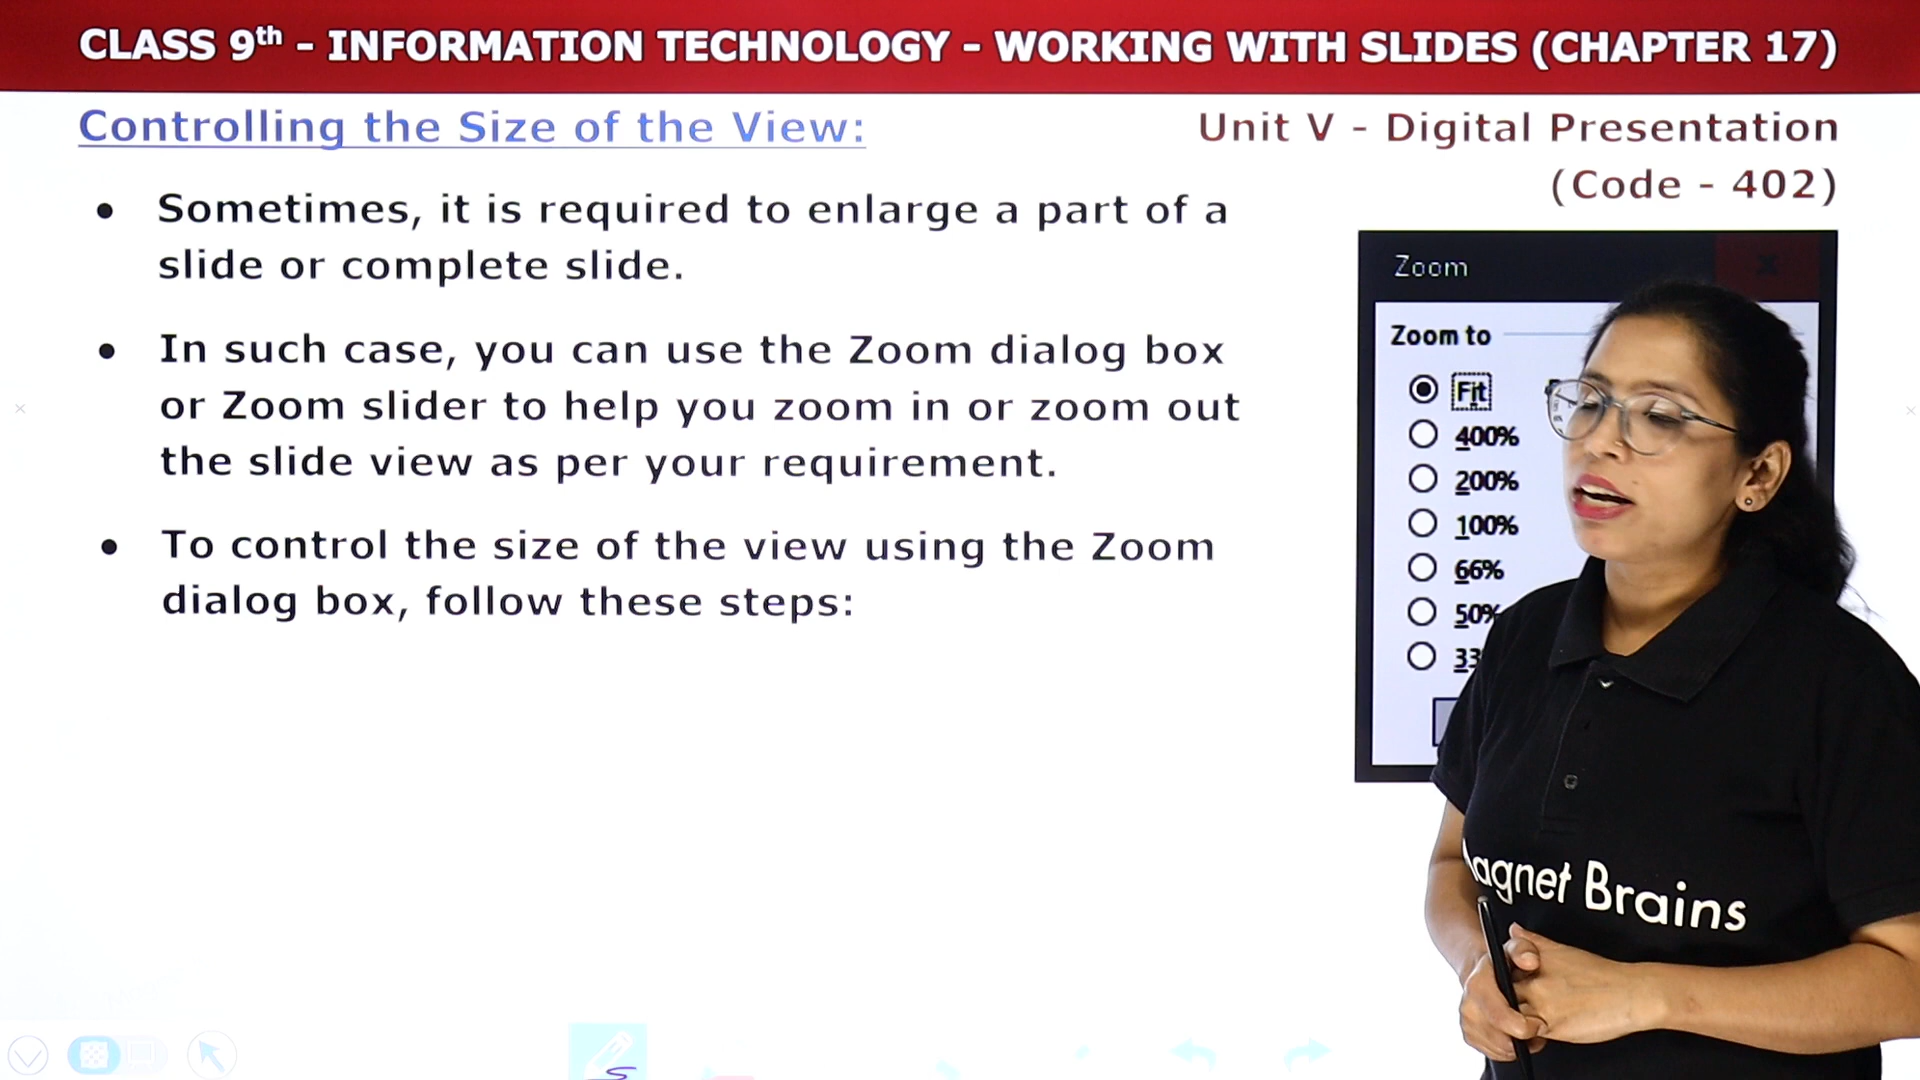 CLASS 9th - INFORMATION TECHNOLOGY - WORKING WITH SLIDES (CHAPTER 17)
Controlling the Size of the View:
Unit V - Digital Presentation
(Code - 402)
• Sometimes, it is required to enlarge a part of a
slide or complete slide.
• In such case, you can use the Zoom dialog box
or Zoom slider to help you zoom in or zoom out
the slide view as per your requirement.
• To control the size of the view using the Zoom
dialog box, follow these steps:
Zoom
Zoom to
Fit
400%
200%
100%
66%
50%
33
agnet Brains